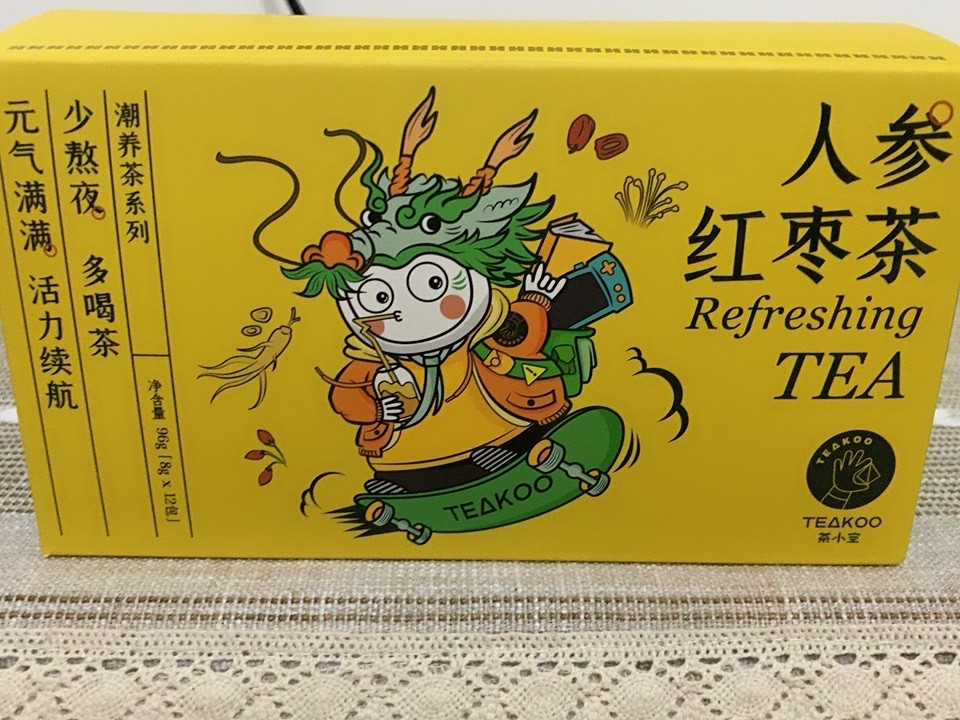 人参
红枣茶
Refreshing
TEA
TEAKOO
TEAKOO
茶小室
潮养茶系列
少熬夜 多喝茶
元气满满 活力续航
净含量 96g「8g x 12包」
TEAKOO